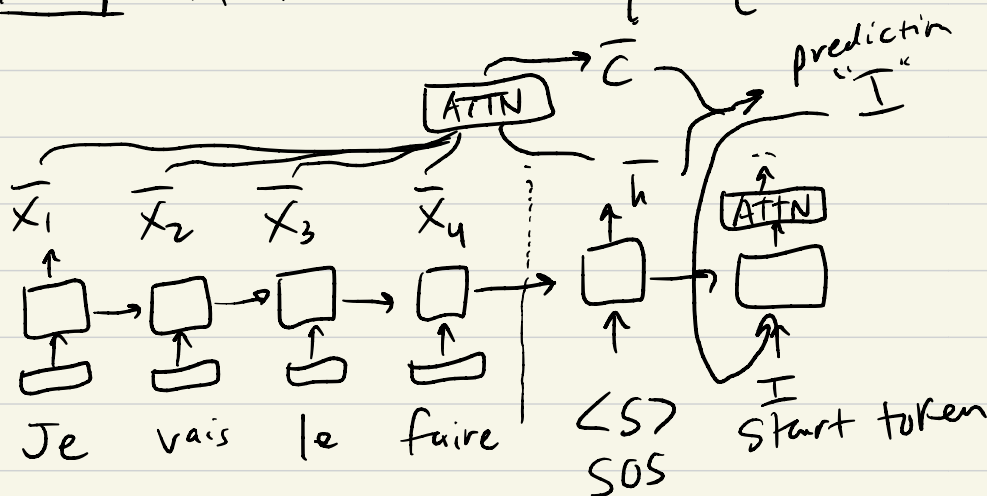 prediction
C̅
"I"
ATTN
X̅₁ X̅₂ X̅₃ X̅₄ h̅
ATTN
I
Je vais le faire <S> start token
SOS